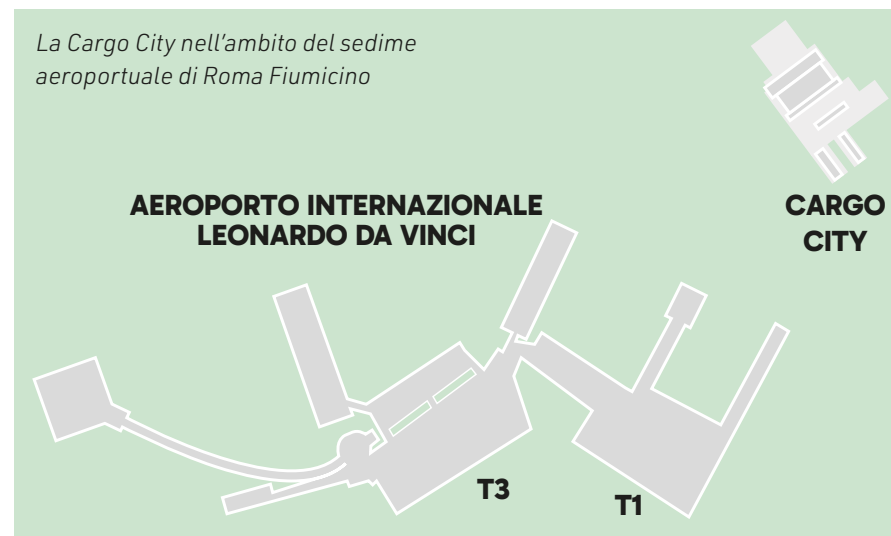 La Cargo City nell'ambito del sedime
aeroportuale di Roma Fiumicino
AEROPORTO INTERNAZIONALE
LEONARDO DA VINCI
CARGO
CITY
T3
T1